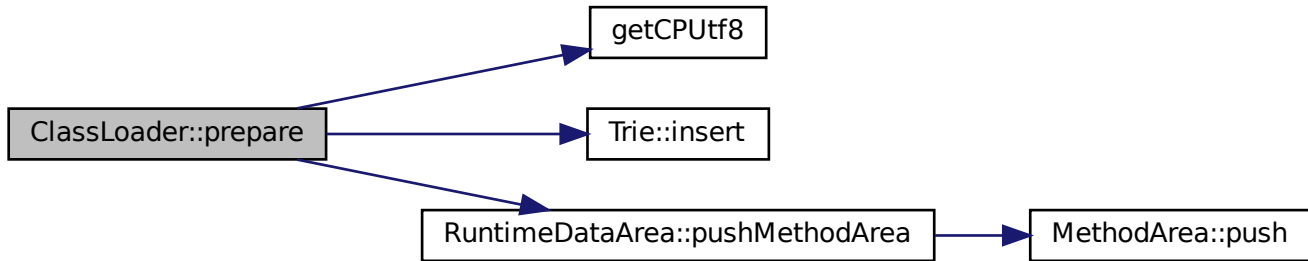 getCPUtf8
ClassLoader::prepare
Trie::insert
RuntimeDataArea::pushMethodArea
MethodArea::push